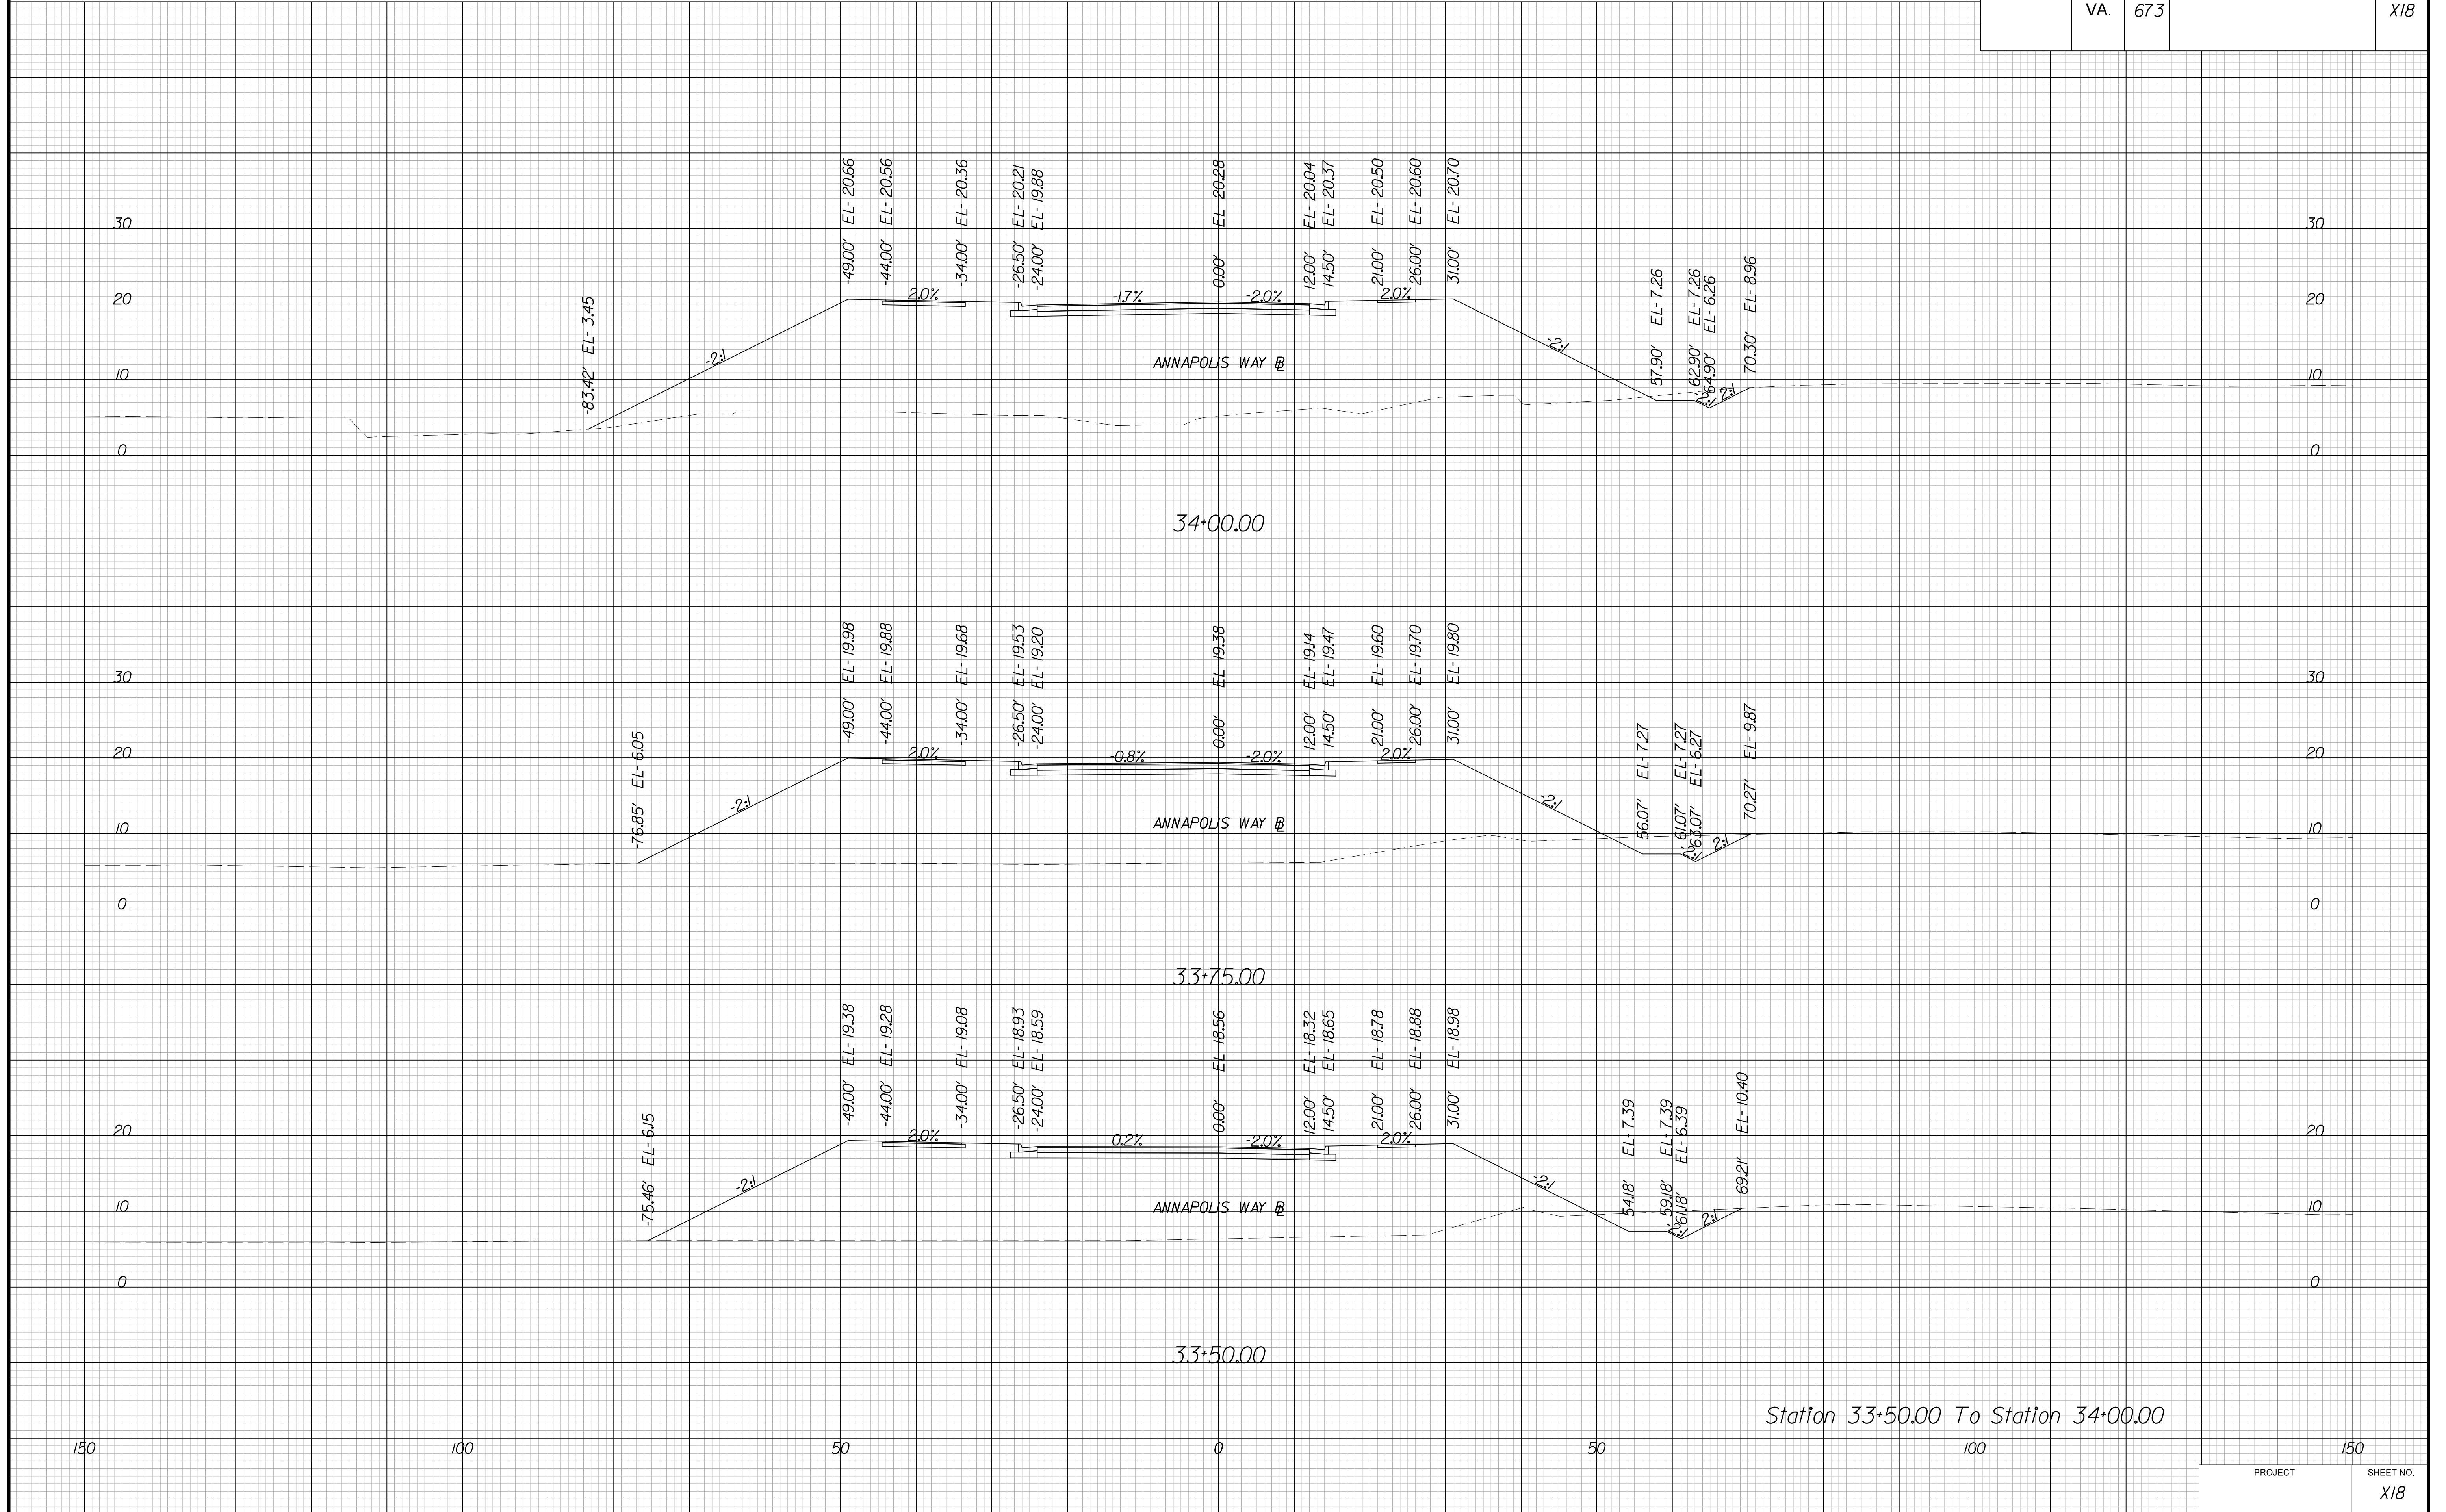 VA. 673 X18
-83.42' EL- 3.45
-49.00' EL- 20.66
-44.00' EL- 20.56
-34.00' EL- 20.36
-26.50' EL- 20.21
-24.00' EL- 19.88
0.00' EL- 20.28
12.00' EL- 20.04
14.50' EL- 20.37
21.00' EL- 20.50
26.00' EL- 20.60
31.00' EL- 20.70
57.90' EL- 7.26
62.90' EL- 7.26
64.90' EL- 6.26
70.30' EL- 8.96
30 30
20 20
10 10
0 0
-2:1 2.0% -1.7% -2.0% 2.0% -2:1 -2:1 2:1
ANNAPOLIS WAY BL
34+00.00
-76.85' EL- 6.05
-49.00' EL- 19.98
-44.00' EL- 19.88
-34.00' EL- 19.68
-26.50' EL- 19.53
-24.00' EL- 19.20
0.00' EL- 19.38
12.00' EL- 19.14
14.50' EL- 19.47
21.00' EL- 19.60
26.00' EL- 19.70
31.00' EL- 19.80
56.07' EL- 7.27
61.07' EL- 7.27
63.07' EL- 6.27
70.27' EL- 9.87
30 30
20 20
10 10
0 0
-2:1 2.0% -0.8% -2.0% 2.0% -2:1 -2:1 2:1
ANNAPOLIS WAY BL
33+75.00
-75.46' EL- 6.15
-49.00' EL- 19.38
-44.00' EL- 19.28
-34.00' EL- 19.08
-26.50' EL- 18.93
-24.00' EL- 18.59
0.00' EL- 18.56
12.00' EL- 18.32
14.50' EL- 18.65
21.00' EL- 18.78
26.00' EL- 18.88
31.00' EL- 18.98
54.18' EL- 7.39
59.18' EL- 7.39
61.18' EL- 6.39
69.21' EL- 10.40
20 20
10 10
0 0
-2:1 2.0% 0.2% -2.0% 2.0% -2:1 -2:1 2:1
ANNAPOLIS WAY BL
33+50.00
Station 33+50.00 To Station 34+00.00
150 100 50 0 50 100 150
PROJECT SHEET NO.
X18